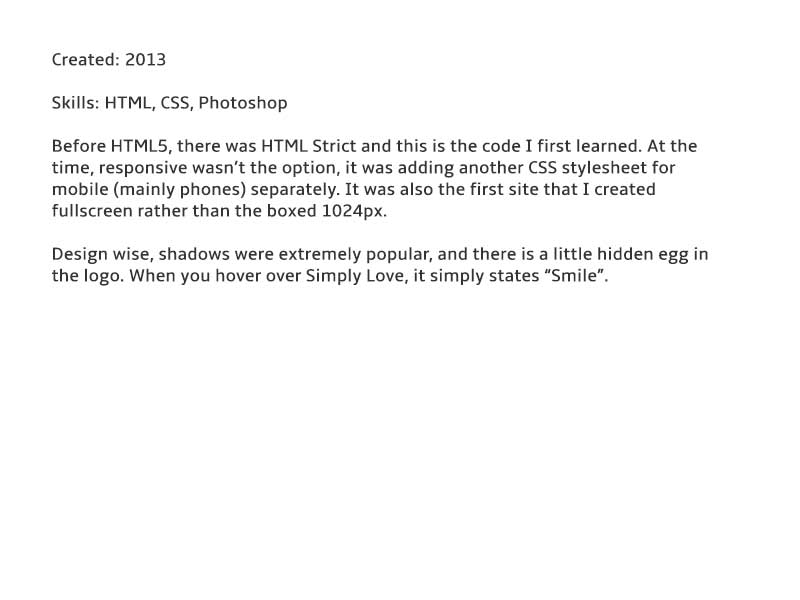 Created: 2013
Skills: HTML, CSS, Photoshop
Before HTML5, there was HTML Strict and this is the code I first learned. At the
time, responsive wasn’t the option, it was adding another CSS stylesheet for
mobile (mainly phones) separately. It was also the first site that I created
fullscreen rather than the boxed 1024px.
Design wise, shadows were extremely popular, and there is a little hidden egg in
the logo. When you hover over Simply Love, it simply states “Smile”.